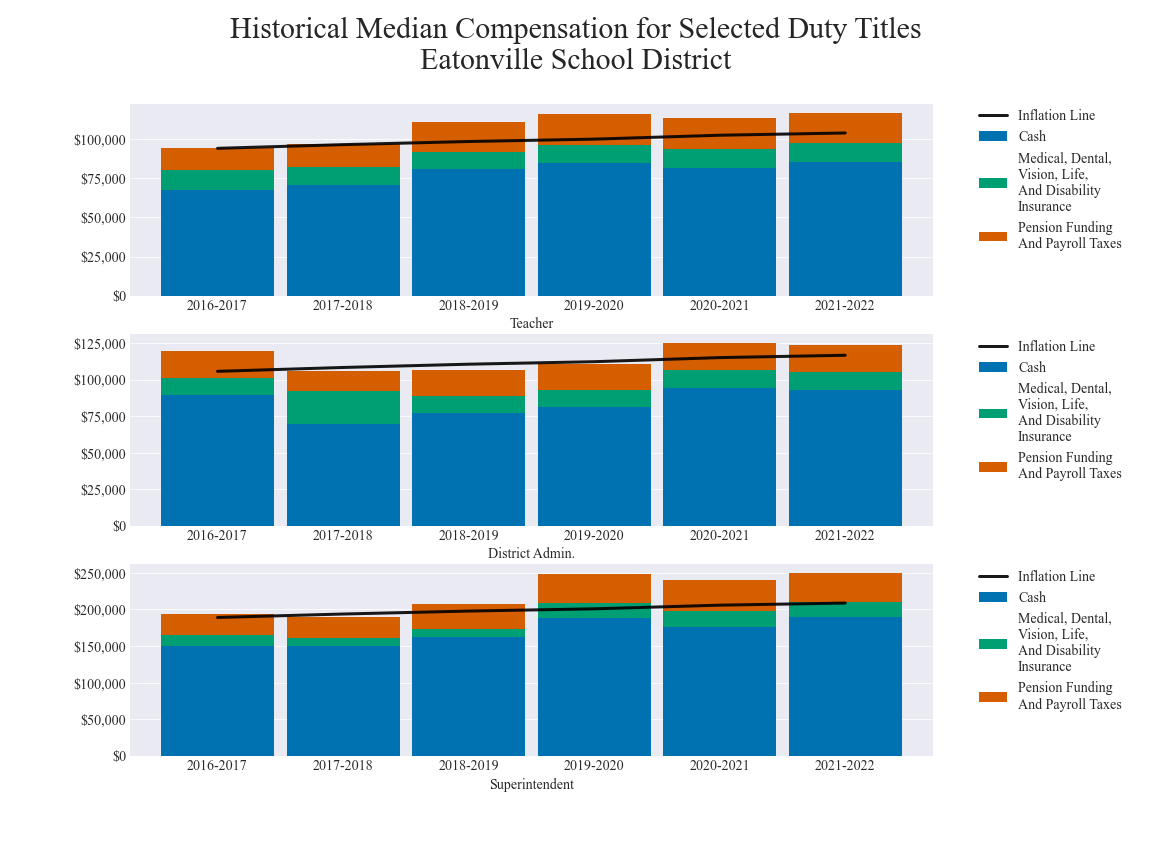 Historical Median Compensation for Selected Duty Titles
Eatonville School District
$100,000
$75,000
$50,000
$25,000
$0
2016-2017 2017-2018 2018-2019 2019-2020 2020-2021 2021-2022
Teacher
Inflation Line
Cash
Medical, Dental,
Vision, Life,
And Disability
Insurance
Pension Funding
And Payroll Taxes
$125,000
$100,000
$75,000
$50,000
$25,000
$0
2016-2017 2017-2018 2018-2019 2019-2020 2020-2021 2021-2022
District Admin.
Inflation Line
Cash
Medical, Dental,
Vision, Life,
And Disability
Insurance
Pension Funding
And Payroll Taxes
$250,000
$200,000
$150,000
$100,000
$50,000
$0
2016-2017 2017-2018 2018-2019 2019-2020 2020-2021 2021-2022
Superintendent
Inflation Line
Cash
Medical, Dental,
Vision, Life,
And Disability
Insurance
Pension Funding
And Payroll Taxes